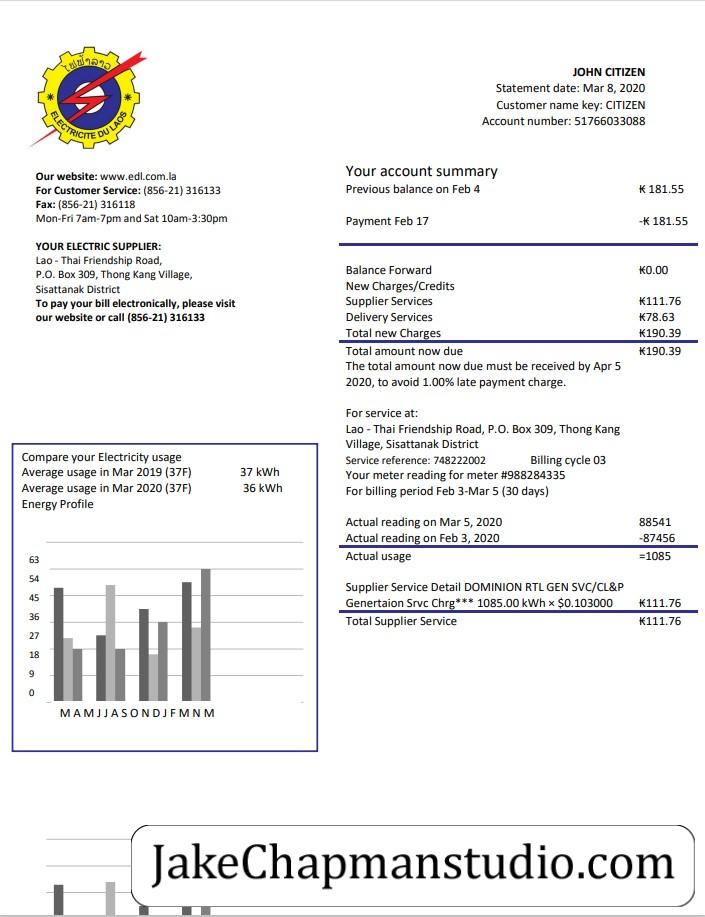 ໄຟຟ້າລາວ
ELECTRICITE DU LAOS
JOHN CITIZEN
Statement date: Mar 8, 2020
Customer name key: CITIZEN
Account number: 51766033088
Our website: www.edl.com.la
For Customer Service: (856-21) 316133
Fax: (856-21) 316118
Mon-Fri 7am-7pm and Sat 10am-3:30pm
YOUR ELECTRIC SUPPLIER:
Lao - Thai Friendship Road,
P.O. Box 309, Thong Kang Village,
Sisattanak District
To pay your bill electronically, please visit
our website or call (856-21) 316133
Your account summary
Previous balance on Feb 4 ₭ 181.55
Payment Feb 17 -₭ 181.55
Balance Forward ₭0.00
New Charges/Credits
Supplier Services ₭111.76
Delivery Services ₭78.63
Total new Charges ₭190.39
Total amount now due ₭190.39
The total amount now due must be received by Apr 5
2020, to avoid 1.00% late payment charge.
For service at:
Lao - Thai Friendship Road, P.O. Box 309, Thong Kang
Village, Sisattanak District
Service reference: 748222002 Billing cycle 03
Your meter reading for meter #988284335
For billing period Feb 3-Mar 5 (30 days)
Actual reading on Mar 5, 2020 88541
Actual reading on Feb 3, 2020 -87456
Actual usage =1085
Supplier Service Detail DOMINION RTL GEN SVC/CL&P
Genertaion Srvc Chrg*** 1085.00 kWh × $0.103000 ₭111.76
Total Supplier Service ₭111.76
Compare your Electricity usage
Average usage in Mar 2019 (37F) 37 kWh
Average usage in Mar 2020 (37F) 36 kWh
Energy Profile
63
54
45
36
27
18
9
0
M A M J J A S O N D J F M N M
JakeChapmanstudio.com